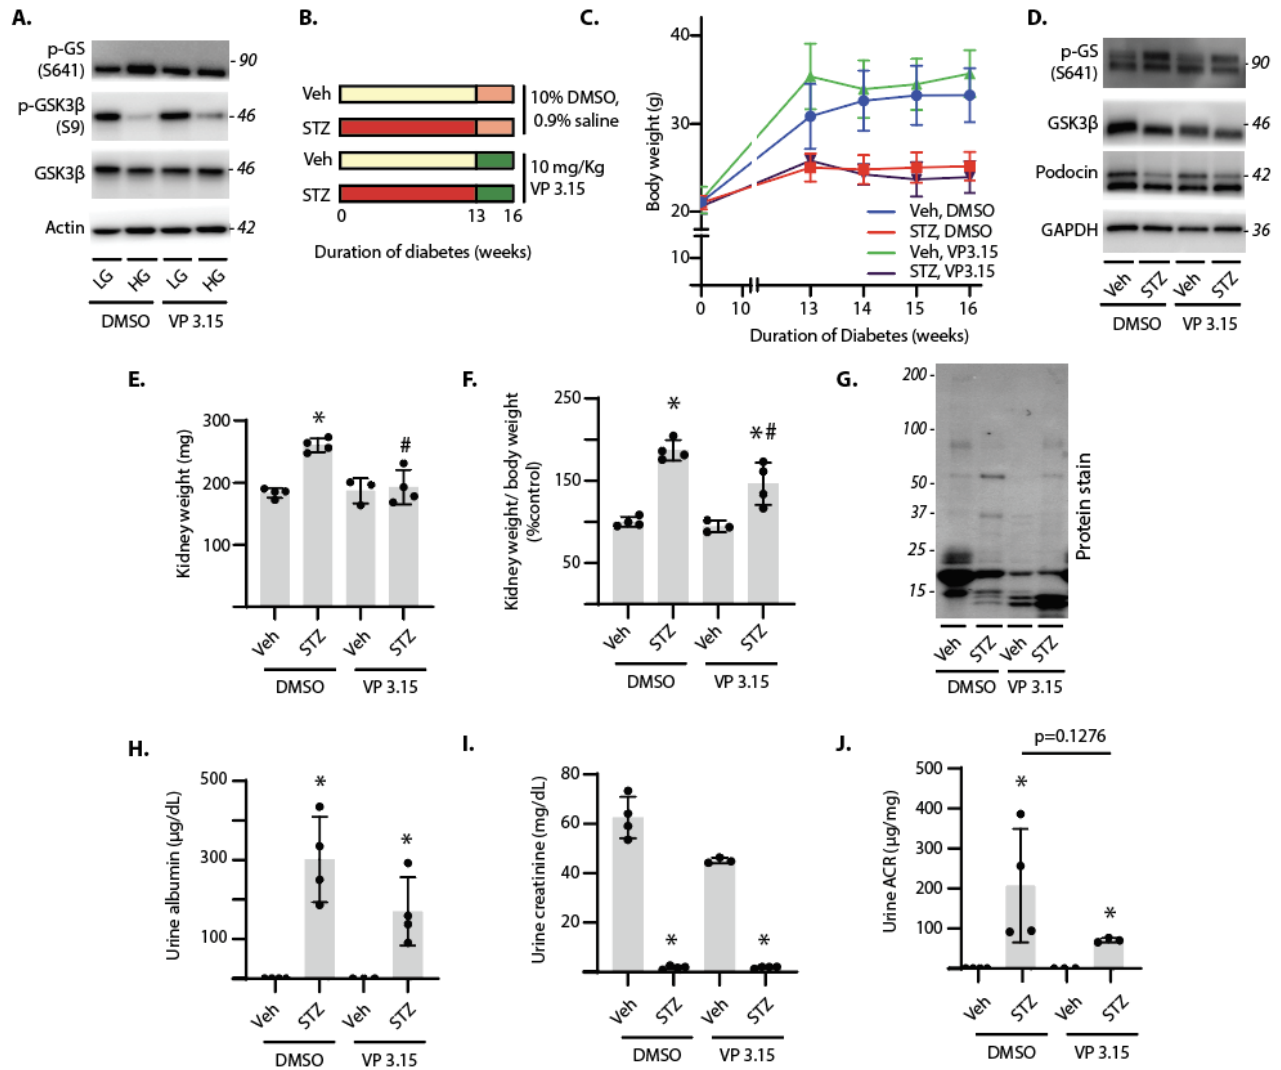 A.
p-GS
(S641)
- 90
p-GSK3β
(S9)
- 46
GSK3β
- 46
Actin
- 42
LG
HG
LG
HG
DMSO
VP 3.15
B.
Veh
STZ
Veh
STZ
10% DMSO,
0.9% saline
10 mg/Kg
VP 3.15
0
13
16
Duration of diabetes (weeks)
C.
Body weight (g)
40
30
20
10
0
10
13
14
15
16
Veh, DMSO
STZ, DMSO
Veh, VP3.15
STZ, VP3.15
Duration of Diabetes (weeks)
D.
p-GS
(S641)
- 90
GSK3β
- 46
Podocin
- 42
GAPDH
- 36
Veh
STZ
Veh
STZ
DMSO
VP 3.15
E.
Kidney weight (mg)
300
200
100
*
#
Veh
STZ
Veh
STZ
DMSO
VP 3.15
F.
Kidney weight/ body weight
(%control)
250
150
50
*
*#
Veh
STZ
Veh
STZ
DMSO
VP 3.15
G.
200 -
100 -
50 -
37 -
25 -
15 -
Protein stain
Veh
STZ
Veh
STZ
DMSO
VP 3.15
H.
Urine albumin (μg/dL)
500
300
100
*
*
Veh
STZ
Veh
STZ
DMSO
VP 3.15
I.
Urine creatinine (mg/dL)
80
60
40
20
*
*
Veh
STZ
Veh
STZ
DMSO
VP 3.15
J.
p=0.1276
Urine ACR (μg/mg)
500
400
300
200
100
*
*
Veh
STZ
Veh
STZ
DMSO
VP 3.15